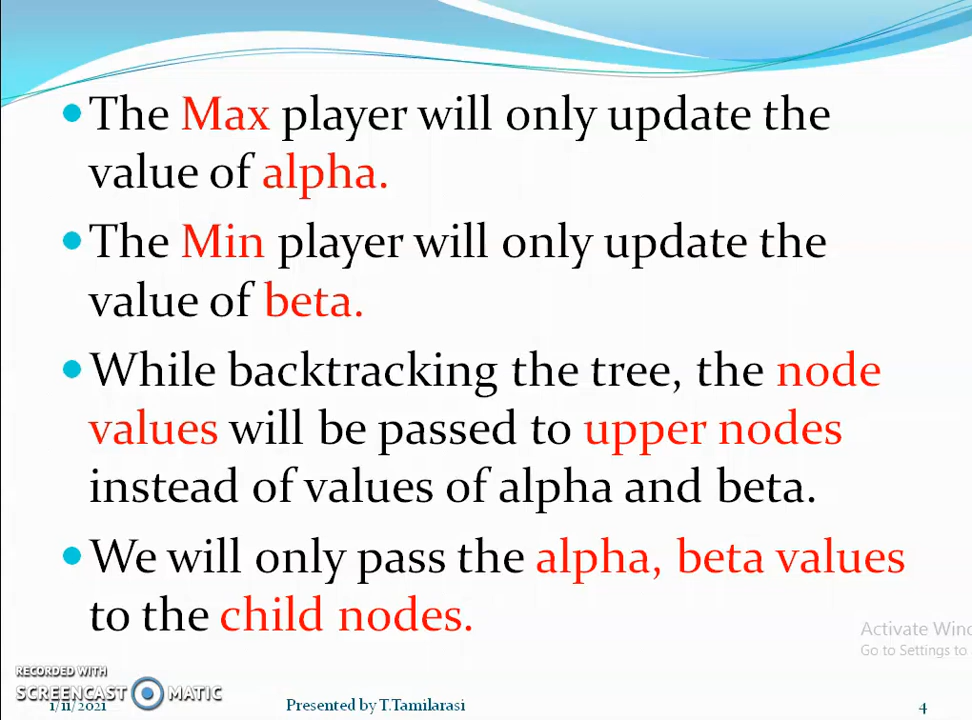 The Max player will only update the
value of alpha.
The Min player will only update the
value of beta.
While backtracking the tree, the node
values will be passed to upper nodes
instead of values of alpha and beta.
We will only pass the alpha, beta values
to the child nodes.
Activate Wind
Go to Settings to
RECORDED WITH
SCREENCAST MATIC
1/11/2021 Presented by T.Tamilarasi 4